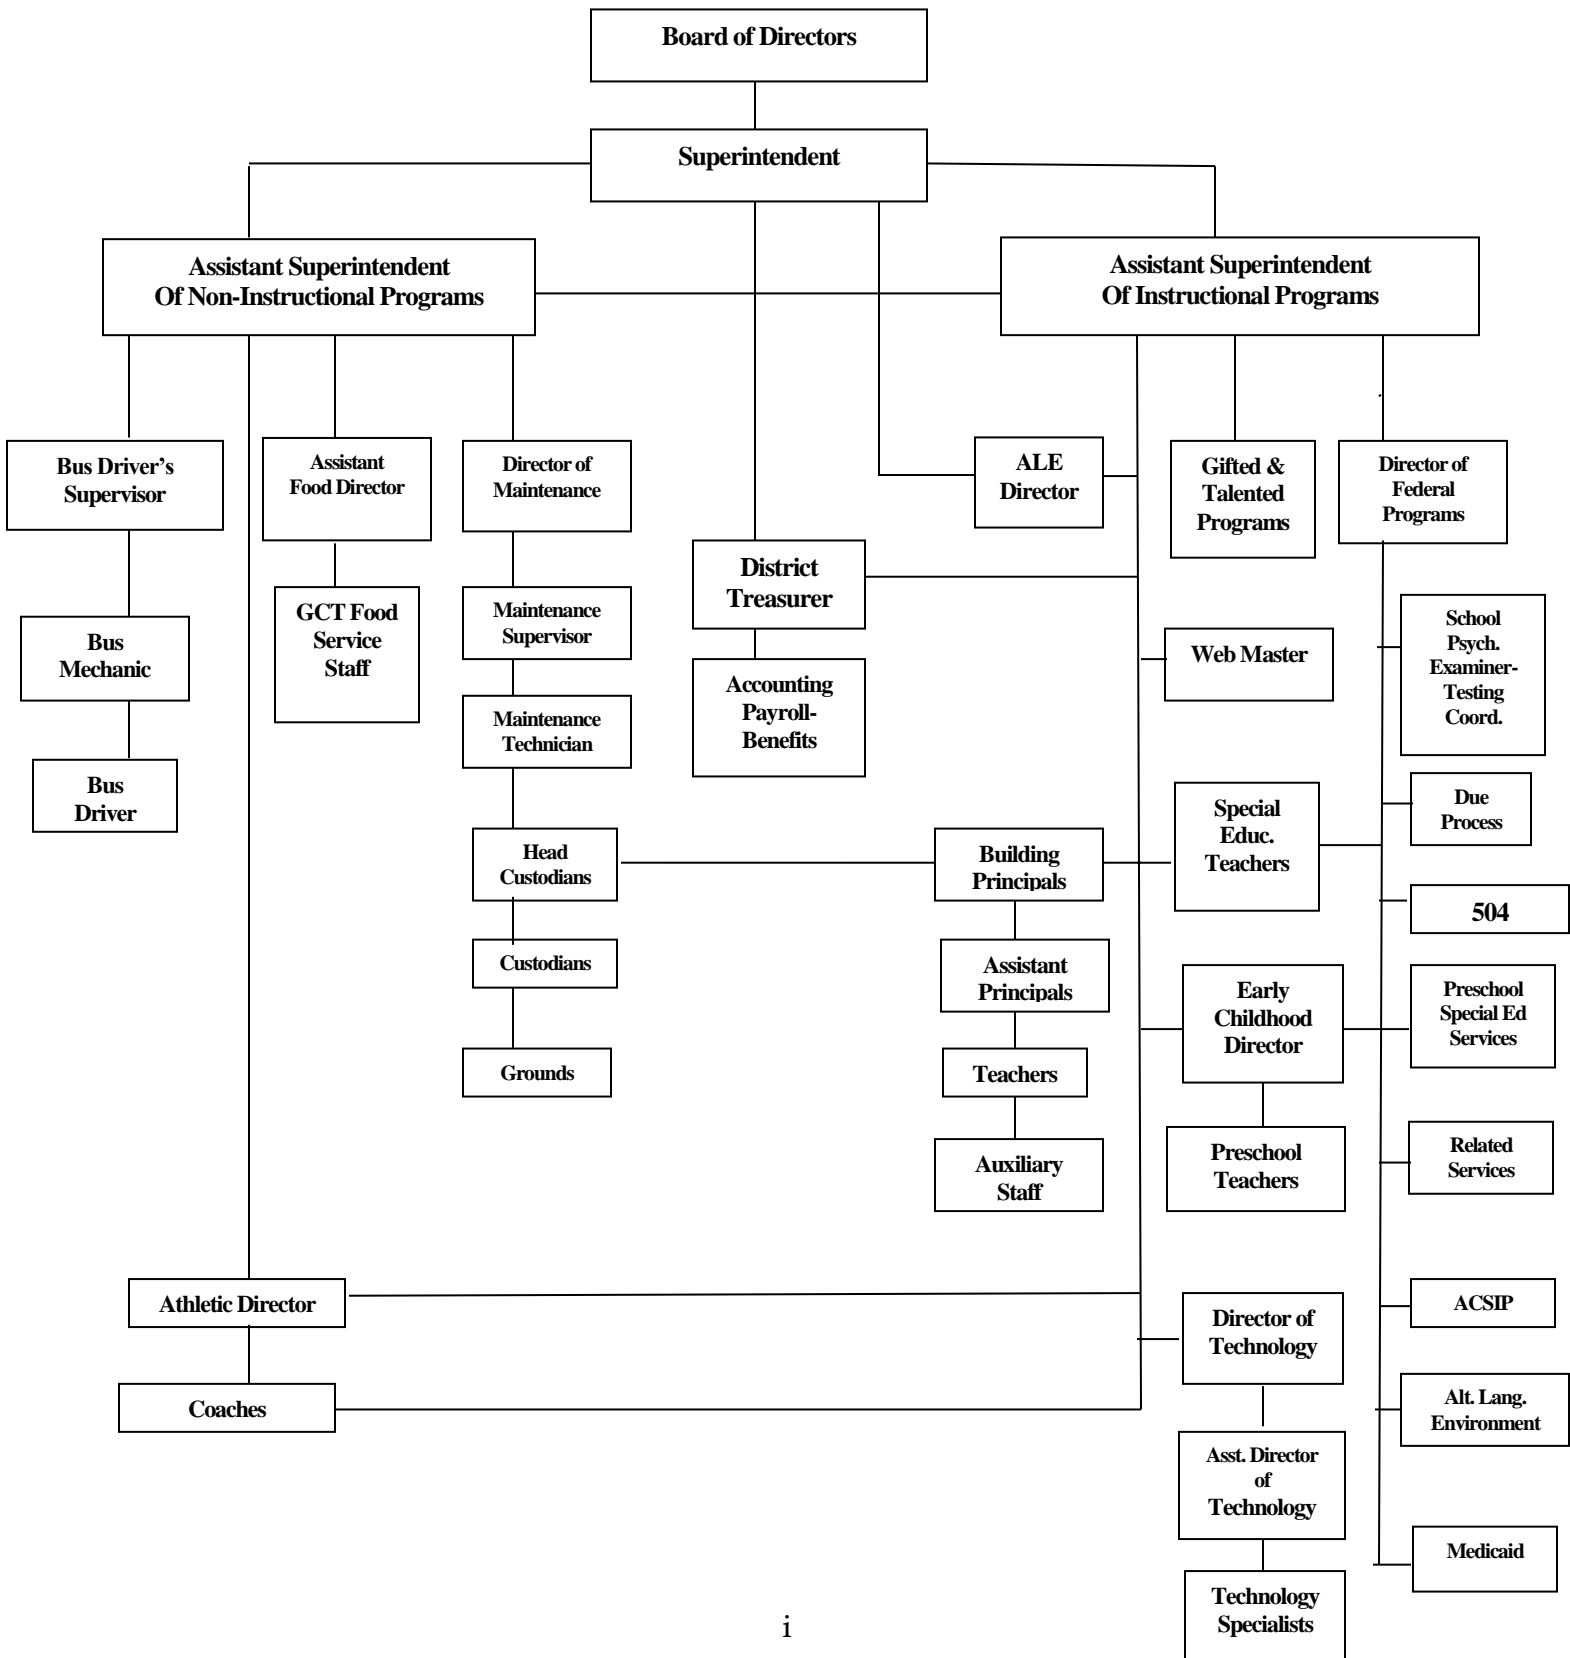 Board of Directors
Superintendent
Assistant Superintendent
Of Non-Instructional Programs
Assistant Superintendent
Of Instructional Programs
Bus Driver's
Supervisor
Assistant
Food Director
Director of
Maintenance
ALE
Director
Gifted &
Talented
Programs
Director of
Federal
Programs
District
Treasurer
Bus
Mechanic
GCT Food
Service
Staff
Maintenance
Supervisor
Accounting
Payroll-
Benefits
Web Master
School
Psych.
Examiner-
Testing
Coord.
Maintenance
Technician
Bus
Driver
Special
Educ.
Teachers
Due
Process
Head
Custodians
Building
Principals
504
Custodians
Assistant
Principals
Early
Childhood
Director
Preschool
Special Ed
Services
Grounds
Teachers
Auxiliary
Staff
Preschool
Teachers
Related
Services
Athletic Director
Director of
Technology
ACSIP
Coaches
Alt. Lang.
Environment
Asst. Director
of
Technology
Medicaid
Technology
Specialists
i